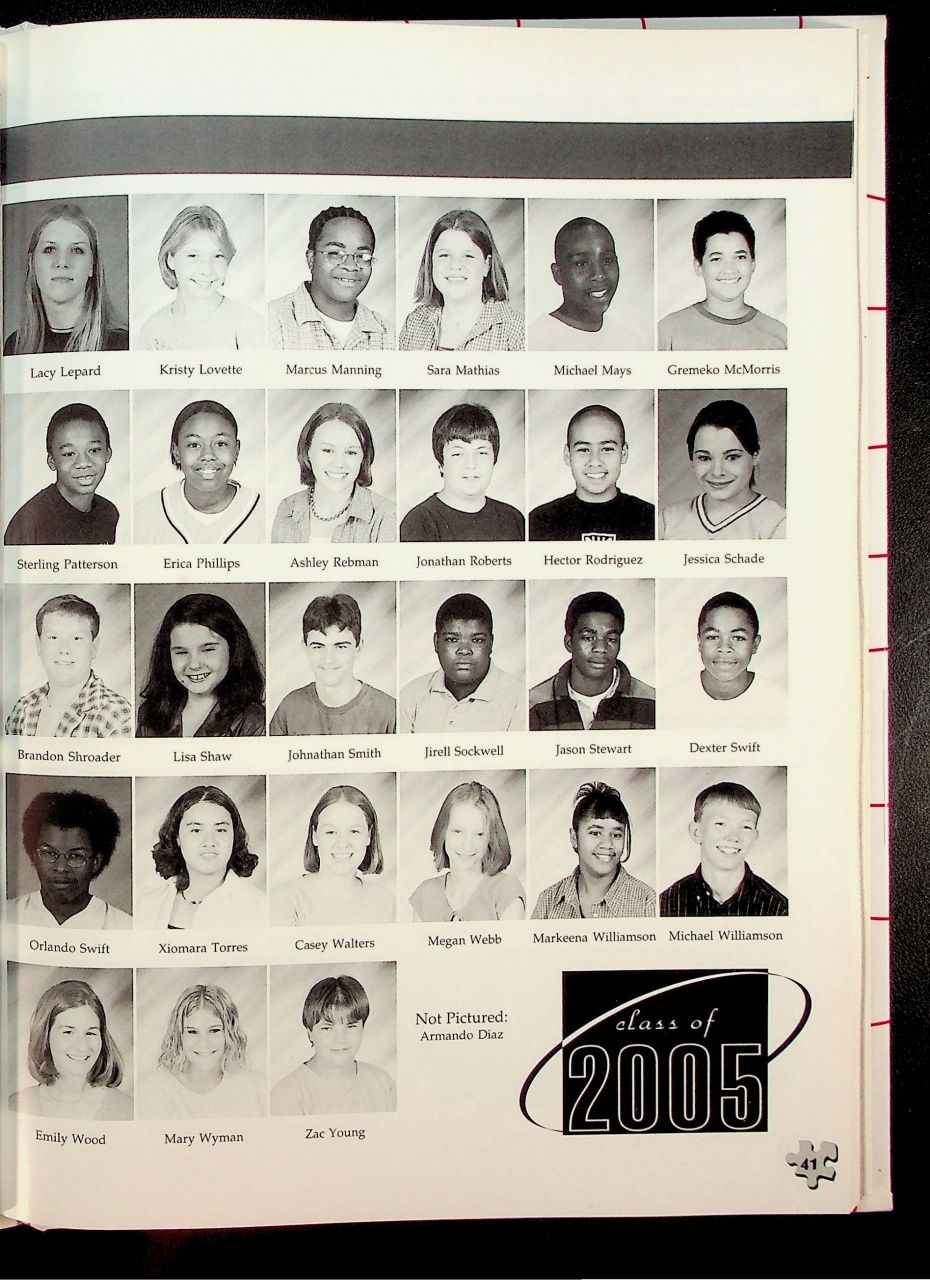 Lacy Lepard Kristy Lovette Marcus Manning Sara Mathias Michael Mays Gremeko McMorris
Sterling Patterson Erica Phillips Ashley Rebman Jonathan Roberts Hector Rodriguez Jessica Schade
Brandon Shroader Lisa Shaw Johnathan Smith Jirell Sockwell Jason Stewart Dexter Swift
Orlando Swift Xiomara Torres Casey Walters Megan Webb Markeena Williamson Michael Williamson
Not Pictured:
Armando Diaz
class of
2005
Emily Wood Mary Wyman Zac Young
41